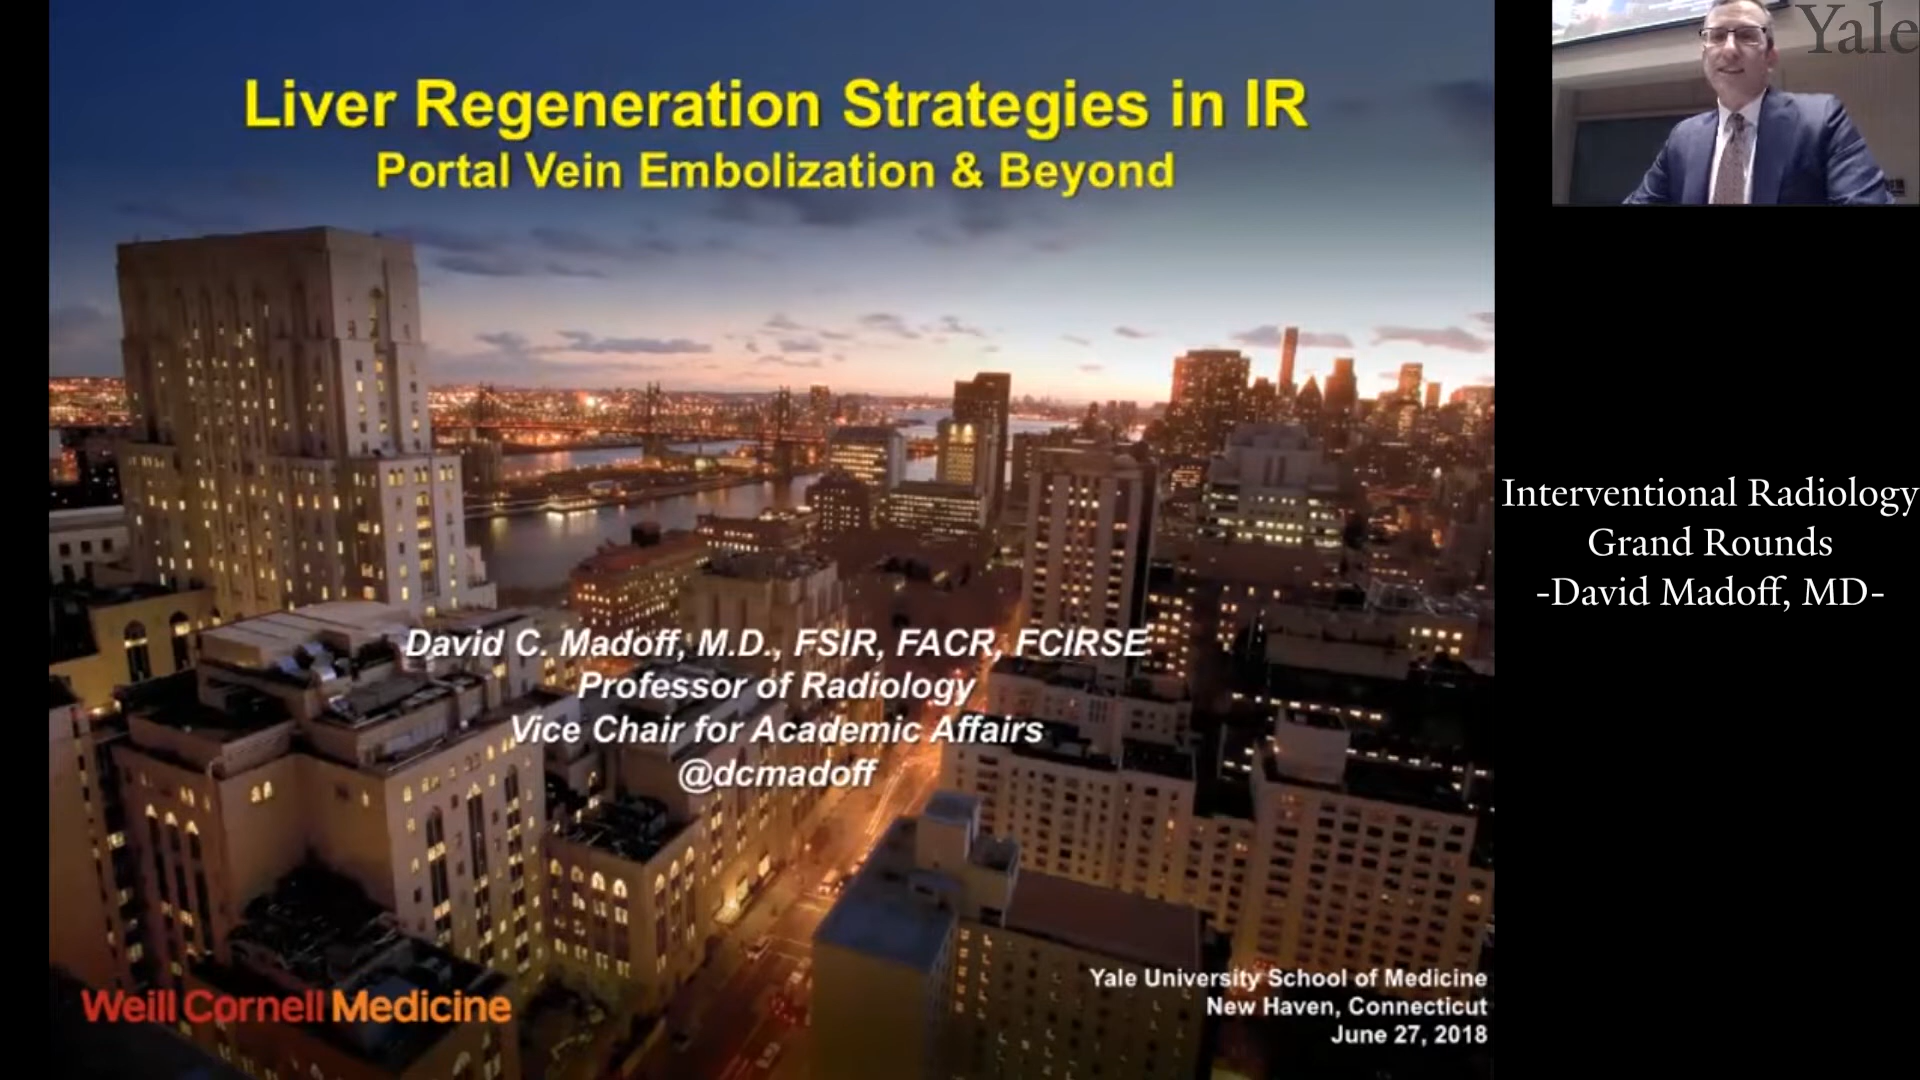 Liver Regeneration Strategies in IR
Portal Vein Embolization & Beyond
David C. Madoff, M.D., FSIR, FACR, FCIRSE
Professor of Radiology
Vice Chair for Academic Affairs
@dcmadoff
Weill Cornell Medicine
Yale University School of Medicine
New Haven, Connecticut
June 27, 2018
Yale
Interventional Radiology
Grand Rounds
-David Madoff, MD-